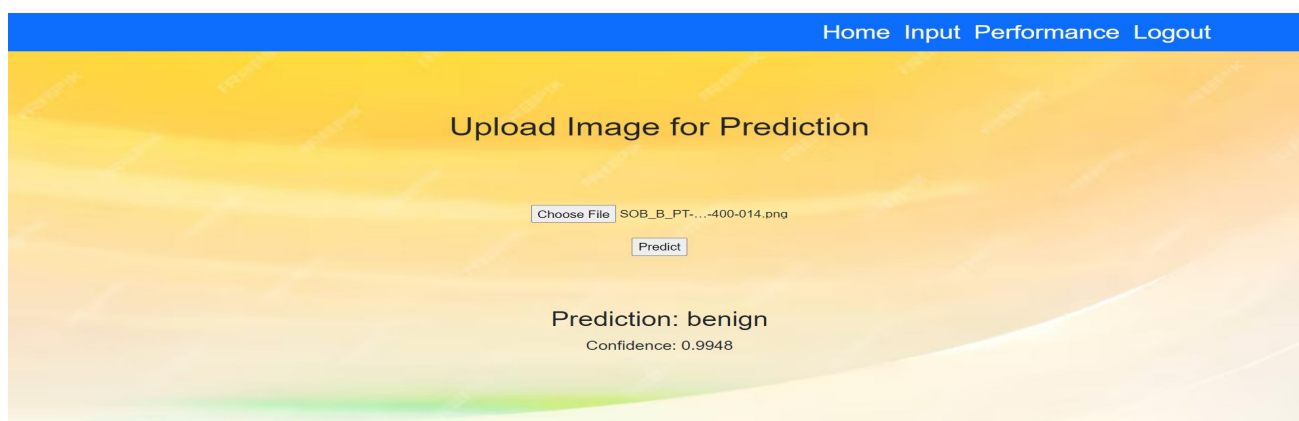 Home Input Performance Logout
Upload Image for Prediction
Choose File SOB_B_PT-...-400-014.png
Predict
Prediction: benign
Confidence: 0.9948